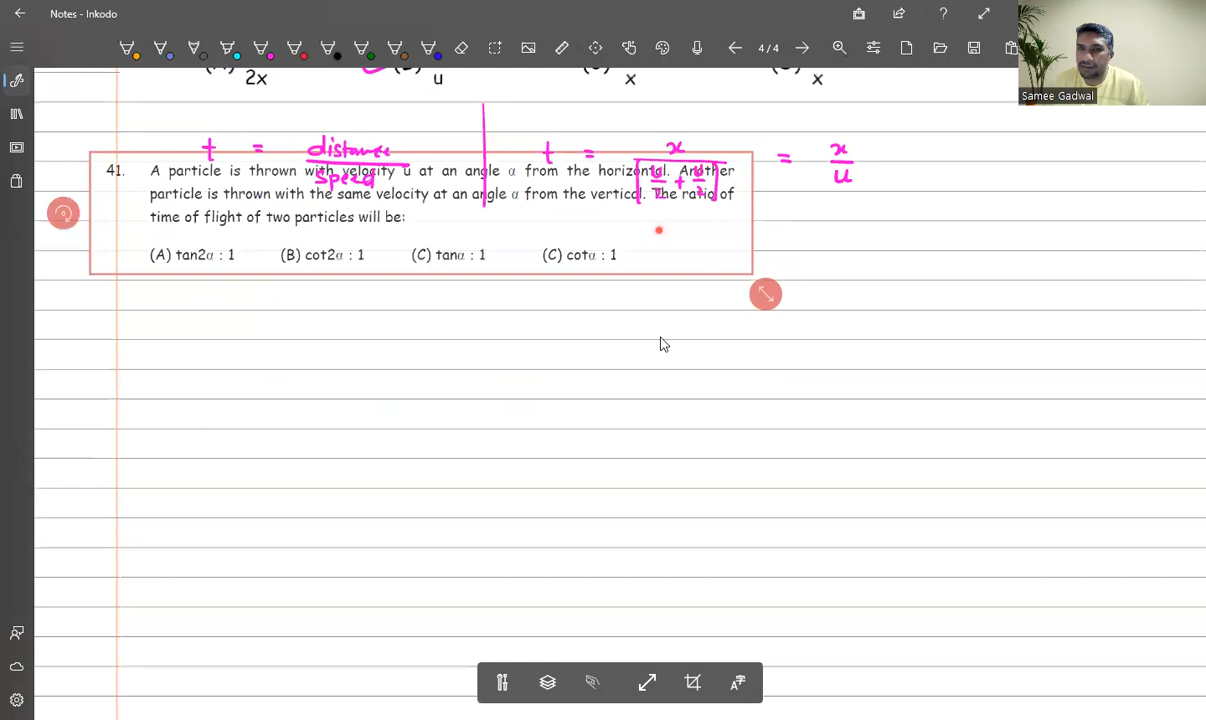 Notes - Inkodo
4 / 4
Samee Gadwal
2x u x x
t = distance / speed
t = x / [u/2 + u/2] = x / u
41. A particle is thrown with velocity u at an angle α from the horizontal. Another
particle is thrown with the same velocity at an angle α from the vertical. The ratio of
time of flight of two particles will be:
(A) tan2α : 1 (B) cot2α : 1 (C) tanα : 1 (C) cotα : 1